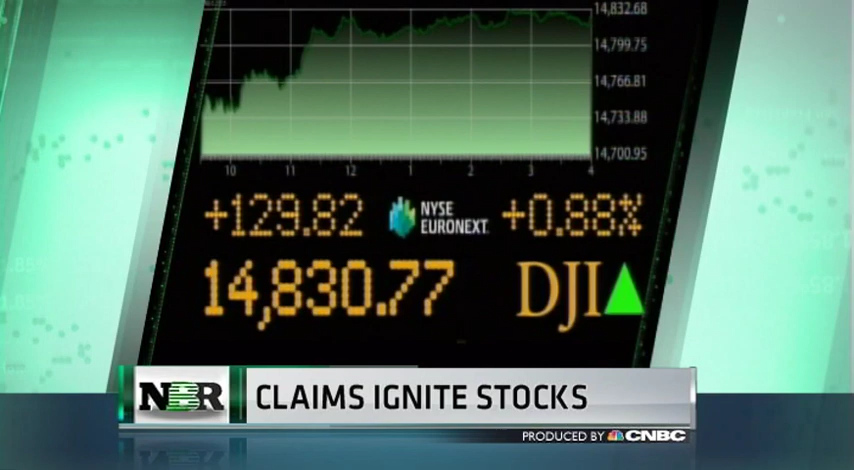 14,832.68
14,799.75
14,766.81
14,733.88
14,700.95
10 11 12 1 2 3 4
+129.82 NYSE EURONEXT +0.88%
14,830.77 DJI
NBR CLAIMS IGNITE STOCKS
PRODUCED BY CNBC